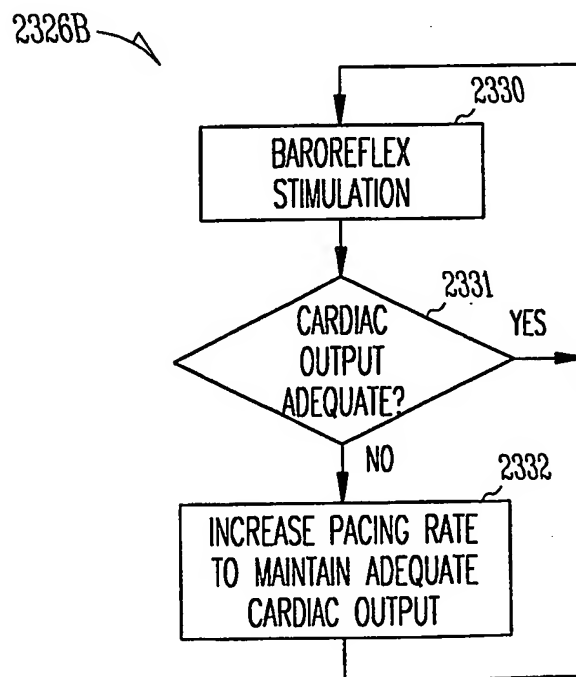 2326B
2330
BAROREFLEX
STIMULATION
2331
CARDIAC
OUTPUT
ADEQUATE?
YES
NO
2332
INCREASE PACING RATE
TO MAINTAIN ADEQUATE
CARDIAC OUTPUT